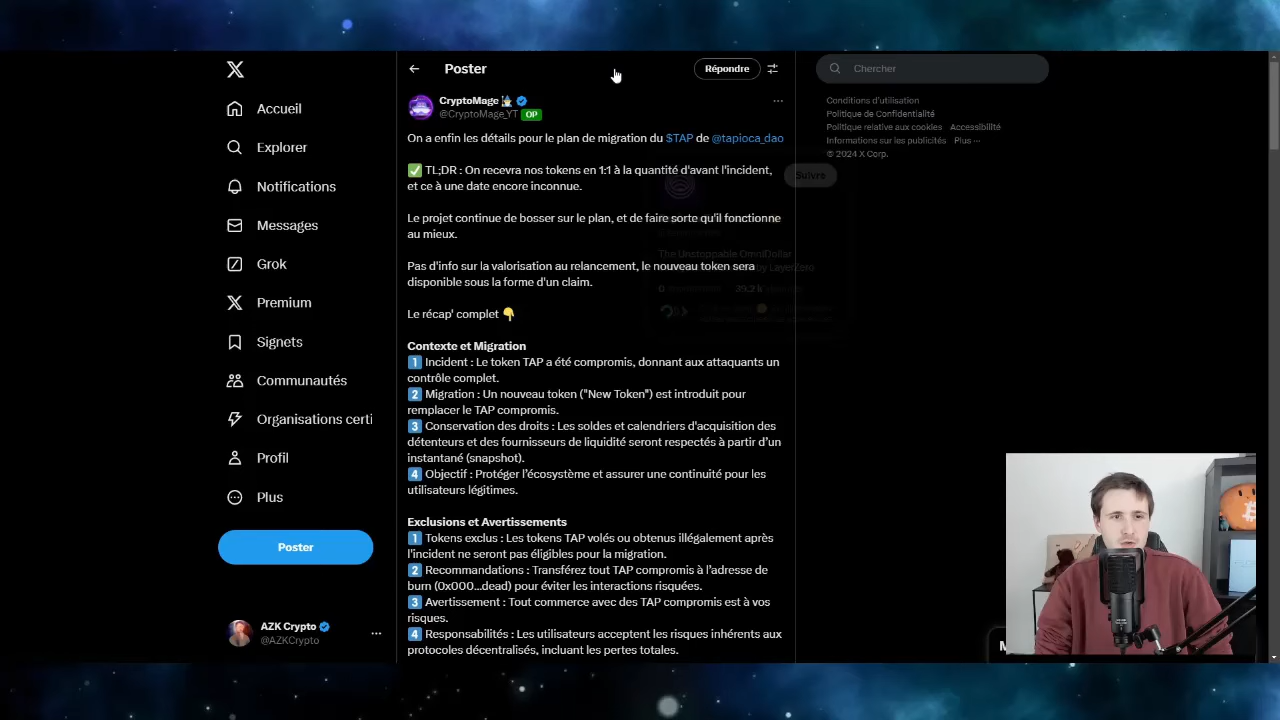 Poster
Répondre
Chercher
Accueil
Explorer
Notifications
Messages
Grok
Premium
Signets
Communautés
Organisations certi
Profil
Plus
Poster
AZK Crypto
@AZKCrypto
CryptoMage
@CryptoMage_YT OP
On a enfin les détails pour le plan de migration du $TAP de @tapioca_dao
✅ TL;DR : On recevra nos tokens en 1:1 à la quantité d'avant l'incident,
et ce à une date encore inconnue.
Le projet continue de bosser sur le plan, et de faire sorte qu'il fonctionne
au mieux.
Pas d'info sur la valorisation au relancement, le nouveau token sera
disponible sous la forme d'un claim.
Le récap' complet 👇
Contexte et Migration
1️⃣ Incident : Le token TAP a été compromis, donnant aux attaquants un
contrôle complet.
2️⃣ Migration : Un nouveau token ("New Token") est introduit pour
remplacer le TAP compromis.
3️⃣ Conservation des droits : Les soldes et calendriers d'acquisition des
détenteurs et des fournisseurs de liquidité seront respectés à partir d'un
instantané (snapshot).
4️⃣ Objectif : Protéger l'écosystème et assurer une continuité pour les
utilisateurs légitimes.
Exclusions et Avertissements
1️⃣ Tokens exclus : Les tokens TAP volés ou obtenus illégalement après
l'incident ne seront pas éligibles pour la migration.
2️⃣ Recommandations : Transférez tout TAP compromis à l'adresse de
burn (0x000...dead) pour éviter les interactions risquées.
3️⃣ Avertissement : Tout commerce avec des TAP compromis est à vos
risques.
4️⃣ Responsabilités : Les utilisateurs acceptent les risques inhérents aux
protocoles décentralisés, incluant les pertes totales.
Suivre
The Unstoppable OmniDollar
by LayerZero
0
39,2 k
Conditions d'utilisation
Politique de Confidentialité
Politique relative aux cookies Accessibilité
Informations sur les publicités Plus ···
© 2024 X Corp.